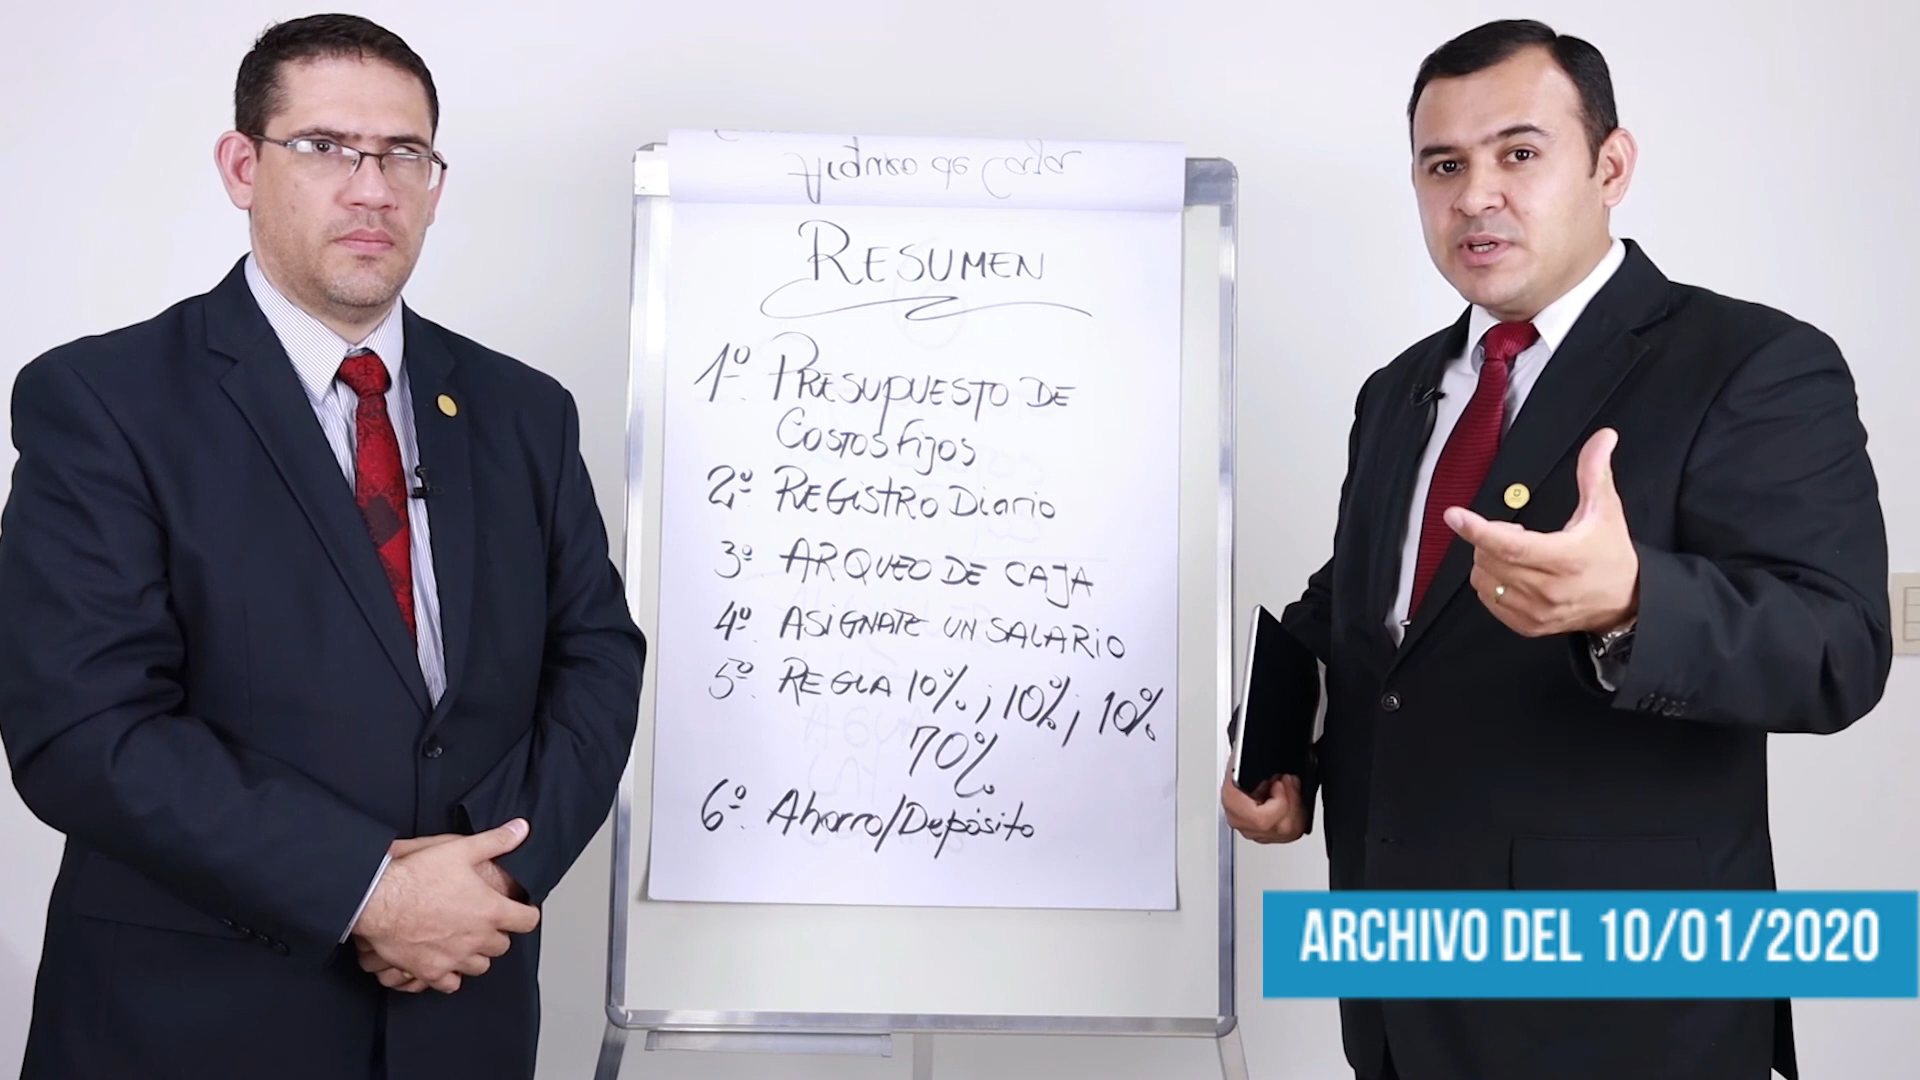 Arqueo de Caja
RESUMEN
1º. PRESUPUESTO DE
Costos fijos
2º. REGISTRO Diario
3º. ARQUEO DE CAJA
4º. ASIGNATE UN SALARIO
5º. REGLA 10%; 10%; 10%
70%
6º. Ahorro/Depósito
ARCHIVO DEL 10/01/2020